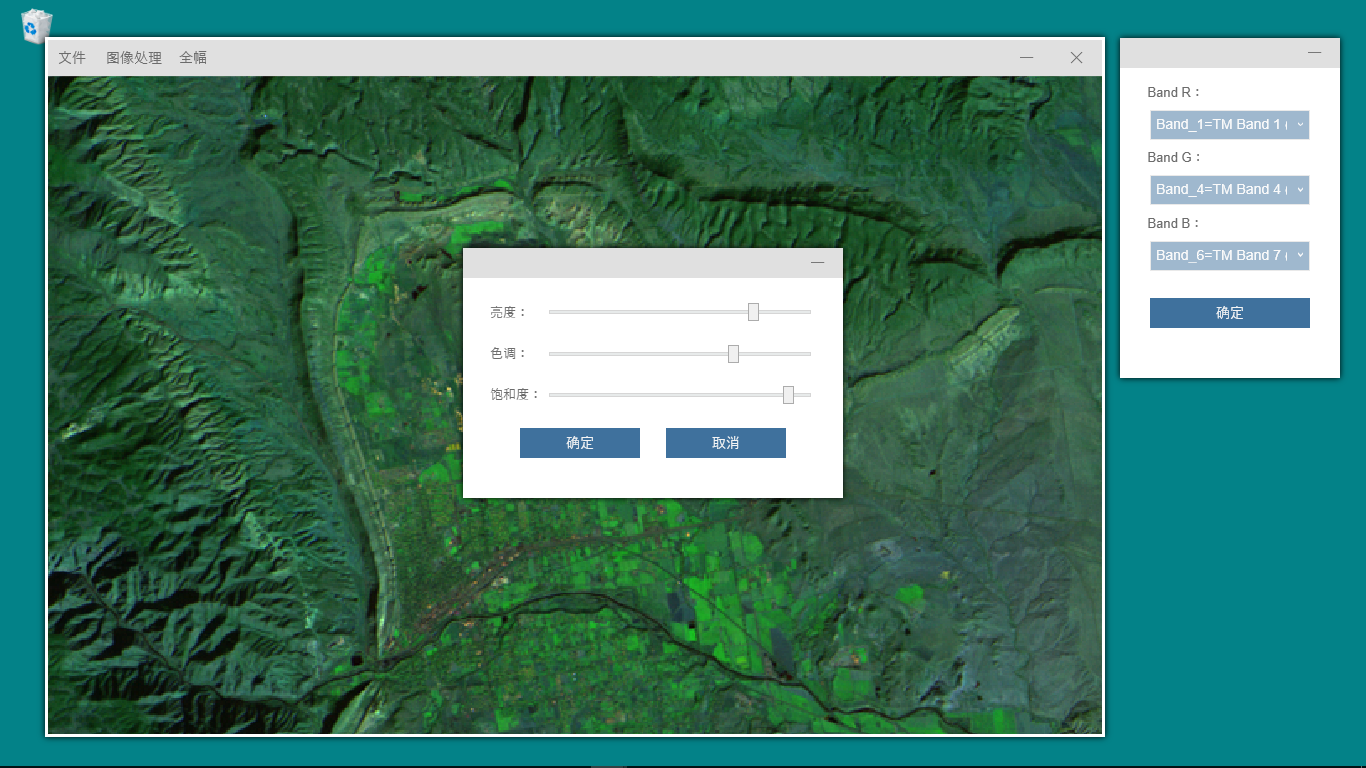 文件 图像处理 全幅
亮度：
色调：
饱和度：
确定 取消
Band R：
Band_1=TM Band 1 (
Band G：
Band_4=TM Band 4 (
Band B：
Band_6=TM Band 7 (
确定